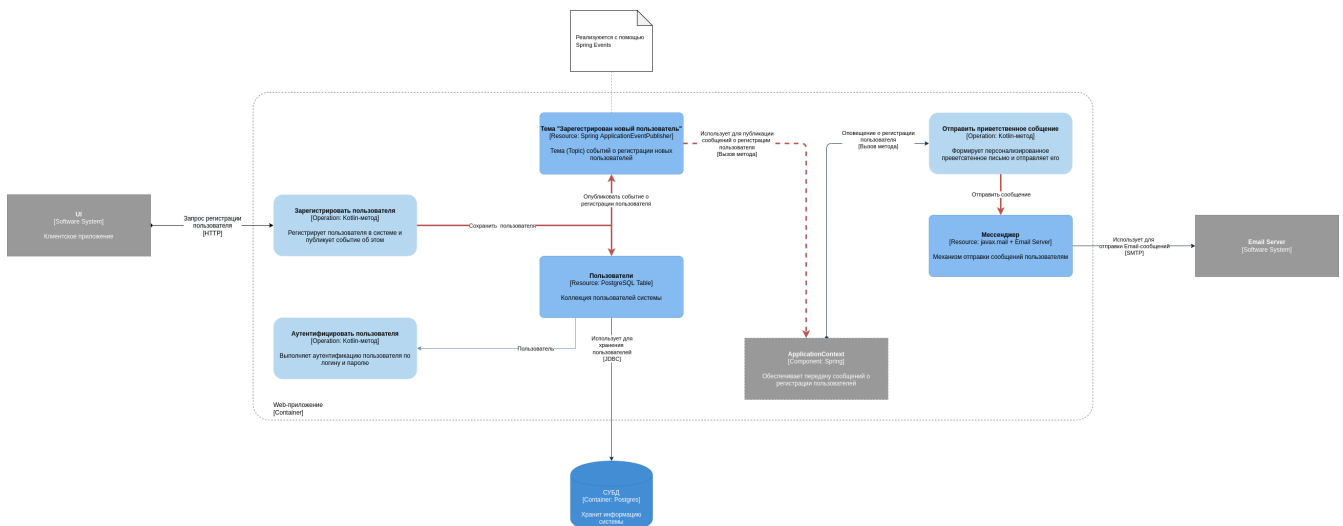 Реализуются с помощью
Spring Events
Тема "Зарегестрирован новый пользователь"
[Resource: Spring ApplicationEventPublisher]
Тема (Topic) событий о регистрации новых
пользователей
Использует для публикации
сообщений о регистрации
пользователя
[Вызов метода]
Оповещение о регистрации
пользователя
[Вызов метода]
Отправить приветственное собщение
[Operation: Kotlin-метод]
Формирует персонализированное
преветсвтенное письмо и отправляет его
Отправить сообщение
UI
[Software System]
Клиентское приложение
Запрос регистрации
пользователя
[HTTP]
Зарегистрировать пользователя
[Operation: Kotlin-метод]
Регистрирует пользователя в системе и
публикует событие об этом
Опубликовать событие о
регистрации пользователя
Сохранить пользователя
Мессенджер
[Resource: javax.mail + Email Server]
Механизм отправки сообщений пользователям
Использует для
отправки Email-сообщений
[SMTP]
Email Server
[Software System]
Пользователи
[Resource: PostgreSQL Table]
Коллекция ползьователей системы
Аутентифицировать пользователя
[Operation: Kotlin-метод]
Выполняет аутентификацию пользователя по
логину и паролю
Пользователь
Использует для
хранения
пользователей
[JDBC]
ApplicationContext
[Component: Spring]
Обеспечивает передачу сообщений о
регистрации пользователей
Web-приложение
[Container]
СУБД
[Container: Postgres]
Хранит информацию
системы